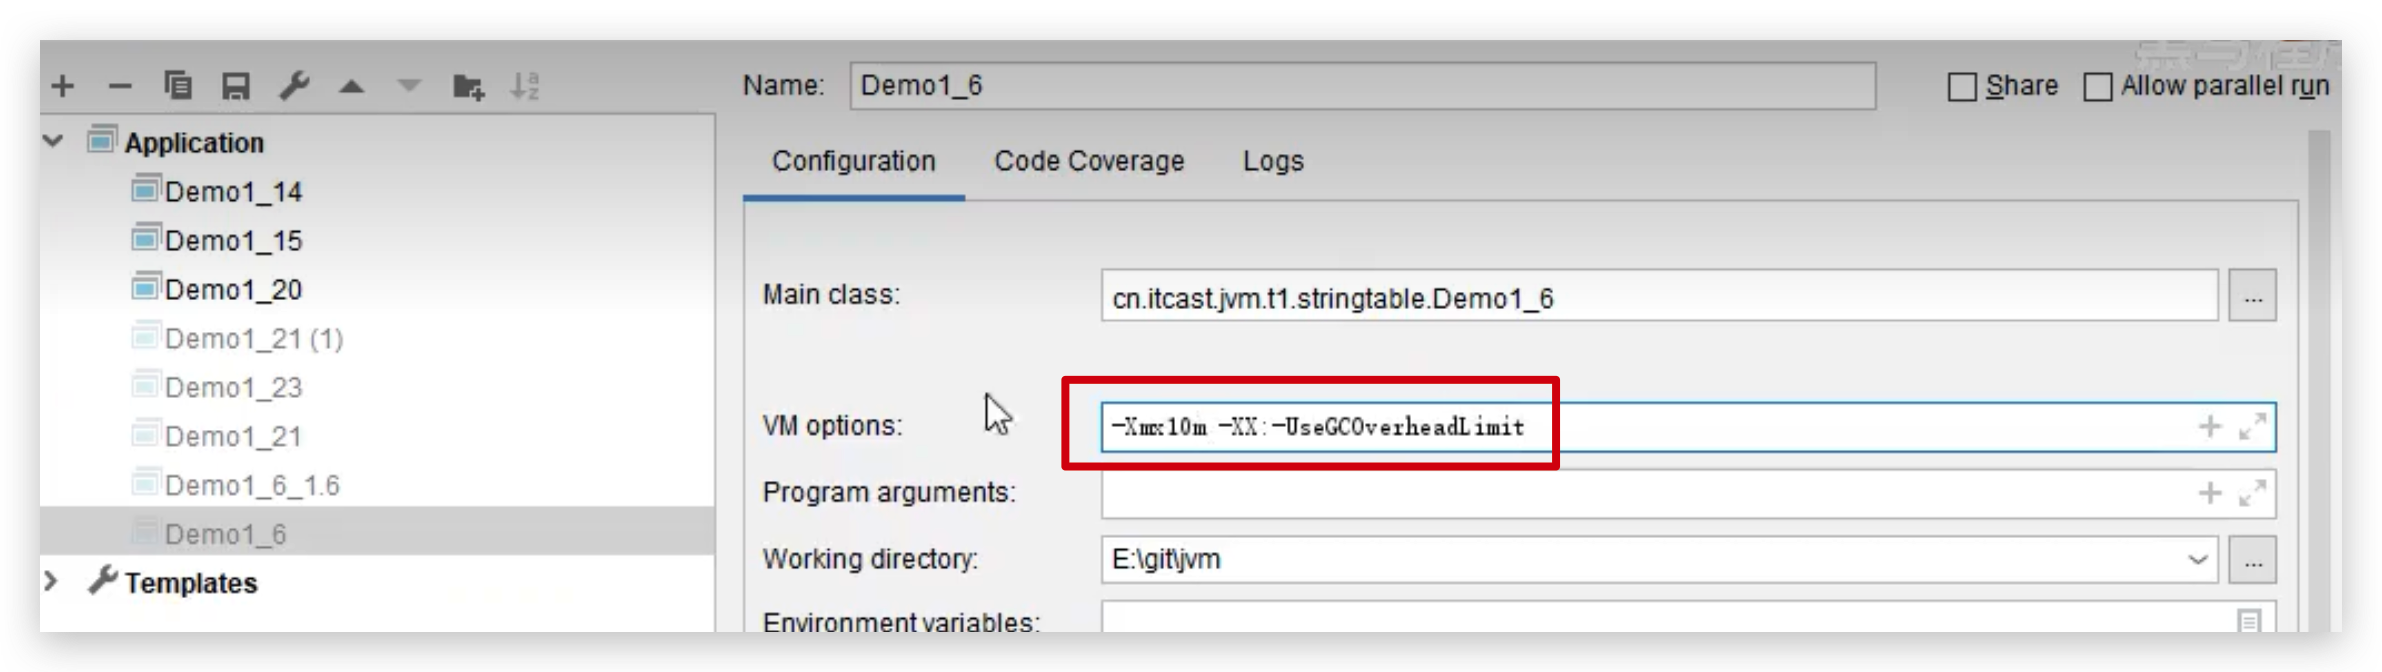 Name: Demo1_6 Share Allow parallel run
Application
Demo1_14
Demo1_15
Demo1_20
Demo1_21 (1)
Demo1_23
Demo1_21
Demo1_6_1.6
Demo1_6
Templates
Configuration Code Coverage Logs
Main class: cn.itcast.jvm.t1.stringtable.Demo1_6 ...
VM options: -Xmx10m -XX:-UseGCOverheadLimit
Program arguments:
Working directory: E:\git\jvm ...
Environment variables: